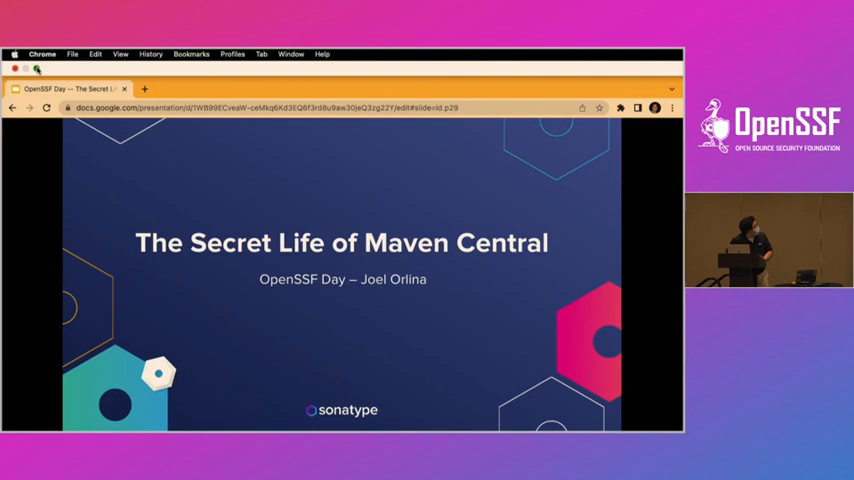 Chrome File Edit View History Bookmarks Profiles Tab Window Help
OpenSSF Day -- The Secret Li
docs.google.com/presentation/d/1WB99ECveaW-ceMkq6Kd3EQ6f3rd8u9aw30jeQ3zg22Y/edit#slide=id.p29
The Secret Life of Maven Central
OpenSSF Day – Joel Orlina
sonatype
OpenSSF
OPEN SOURCE SECURITY FOUNDATION